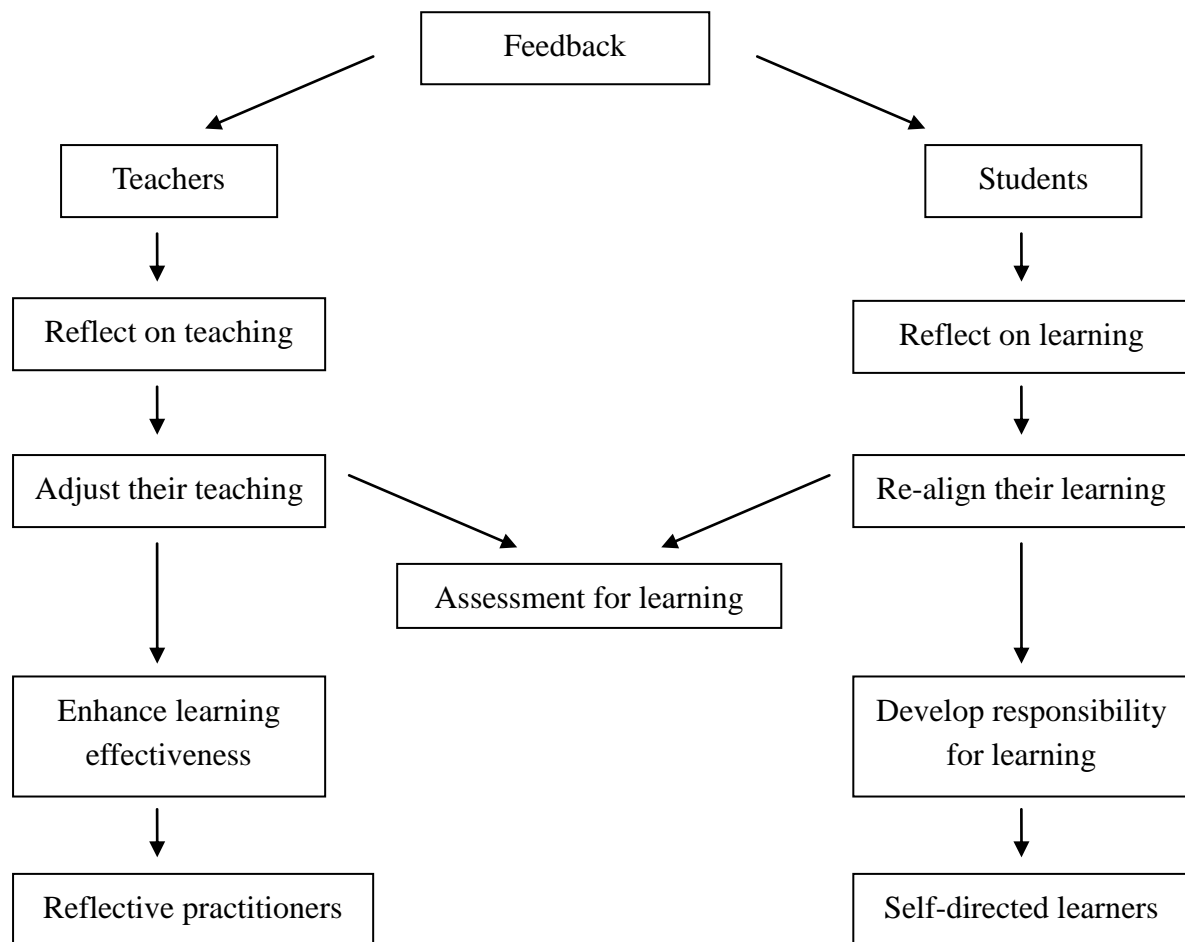 Feedback
Teachers
Students
Reflect on teaching
Reflect on learning
Adjust their teaching
Re-align their learning
Assessment for learning
Enhance learning
effectiveness
Develop responsibility
for learning
Reflective practitioners
Self-directed learners